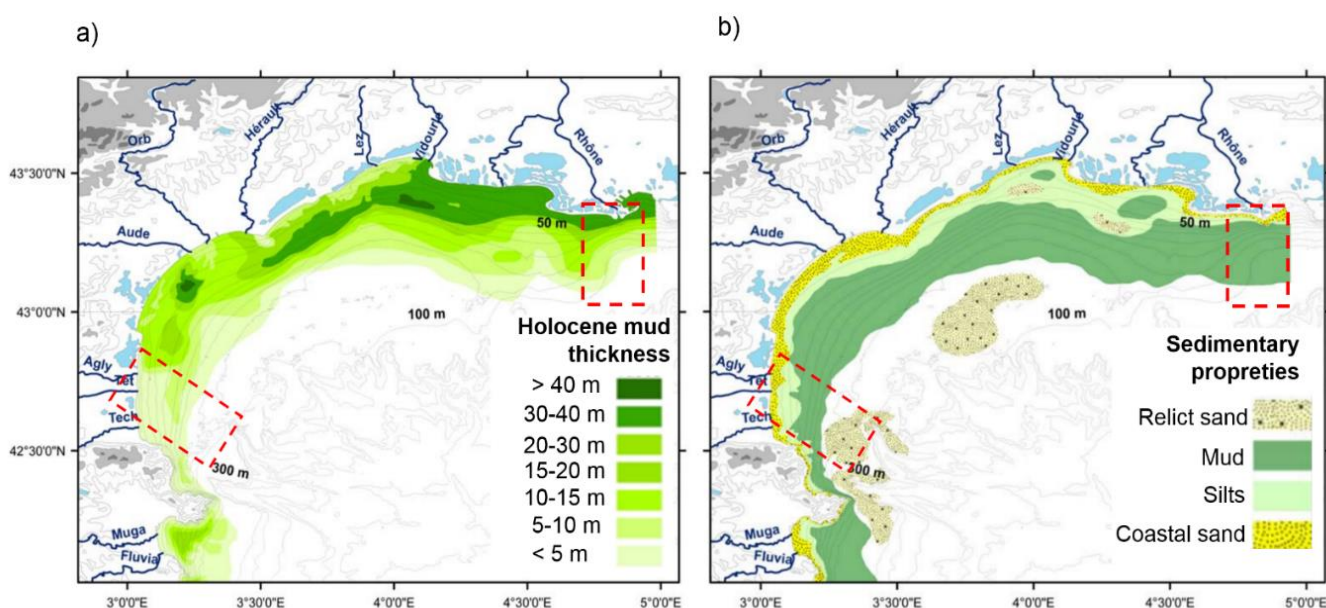 a)
Orb
Hérault
Lez
Vidourle
Rhône
43°30'0"N
50 m
Aude
43°0'0"N
100 m
Holocene mud
thickness
Agly
Têt
Tech
> 40 m
30-40 m
20-30 m
15-20 m
10-15 m
5-10 m
< 5 m
42°30'0"N
300 m
Muga
Fluvia
3°0'0"E
3°30'0"E
4°0'0"E
4°30'0"E
5°0'0"E
b)
Orb
Hérault
Lez
Vidourle
Rhône
50 m
Aude
100 m
Sedimentary
propreties
Agly
Têt
Tech
Relict sand
Mud
Silts
Coastal sand
300 m
Muga
Fluvia
3°0'0"E
3°30'0"E
4°0'0"E
4°30'0"E
5°0'0"E